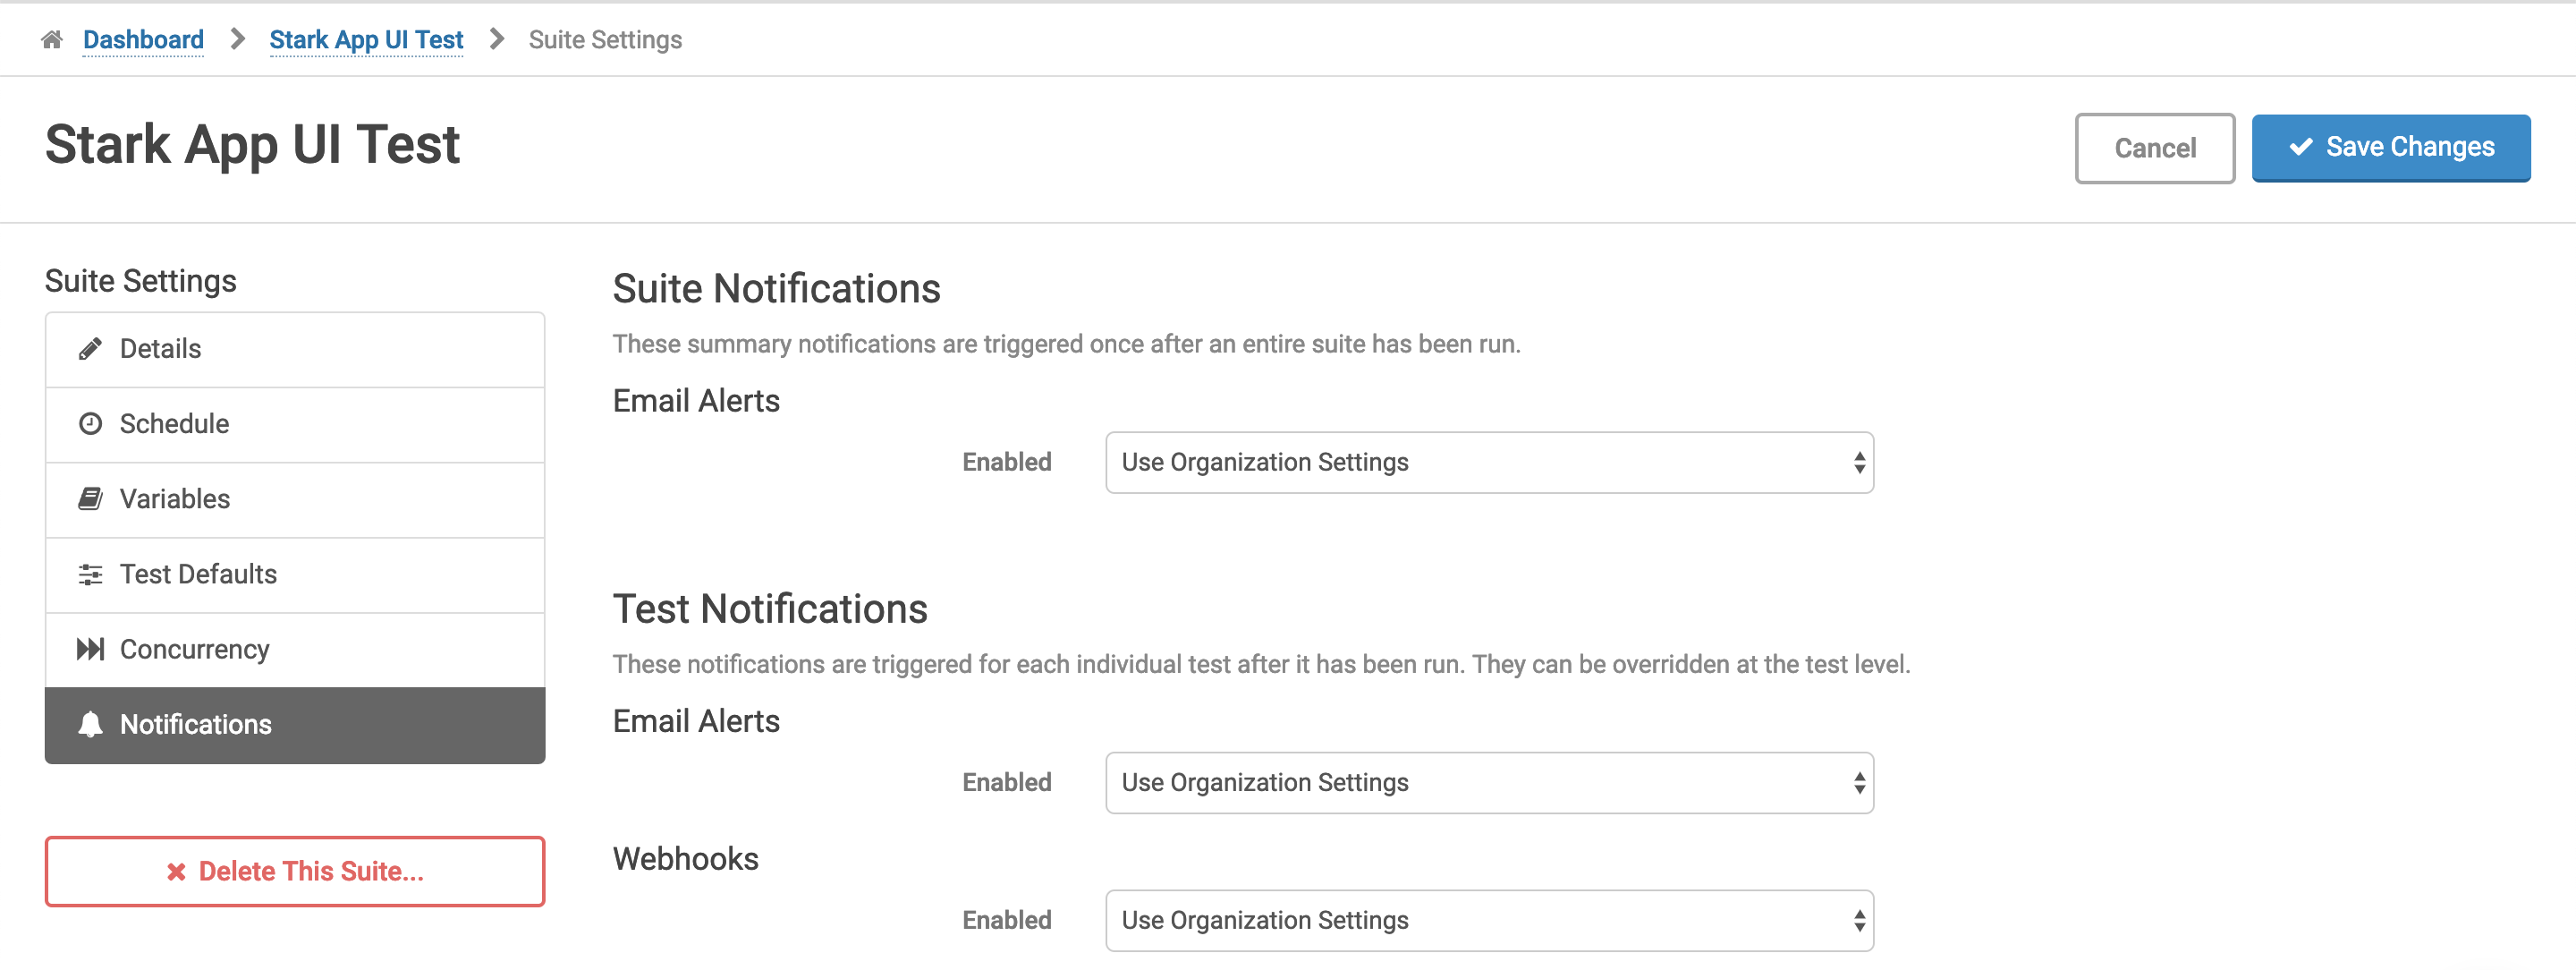 Dashboard Stark App UI Test Suite Settings
Stark App UI Test
Cancel
Save Changes
Suite Settings
Details
Schedule
Variables
Test Defaults
Concurrency
Notifications
Delete This Suite...
Suite Notifications
These summary notifications are triggered once after an entire suite has been run.
Email Alerts
Enabled Use Organization Settings
Test Notifications
These notifications are triggered for each individual test after it has been run. They can be overridden at the test level.
Email Alerts
Enabled Use Organization Settings
Webhooks
Enabled Use Organization Settings